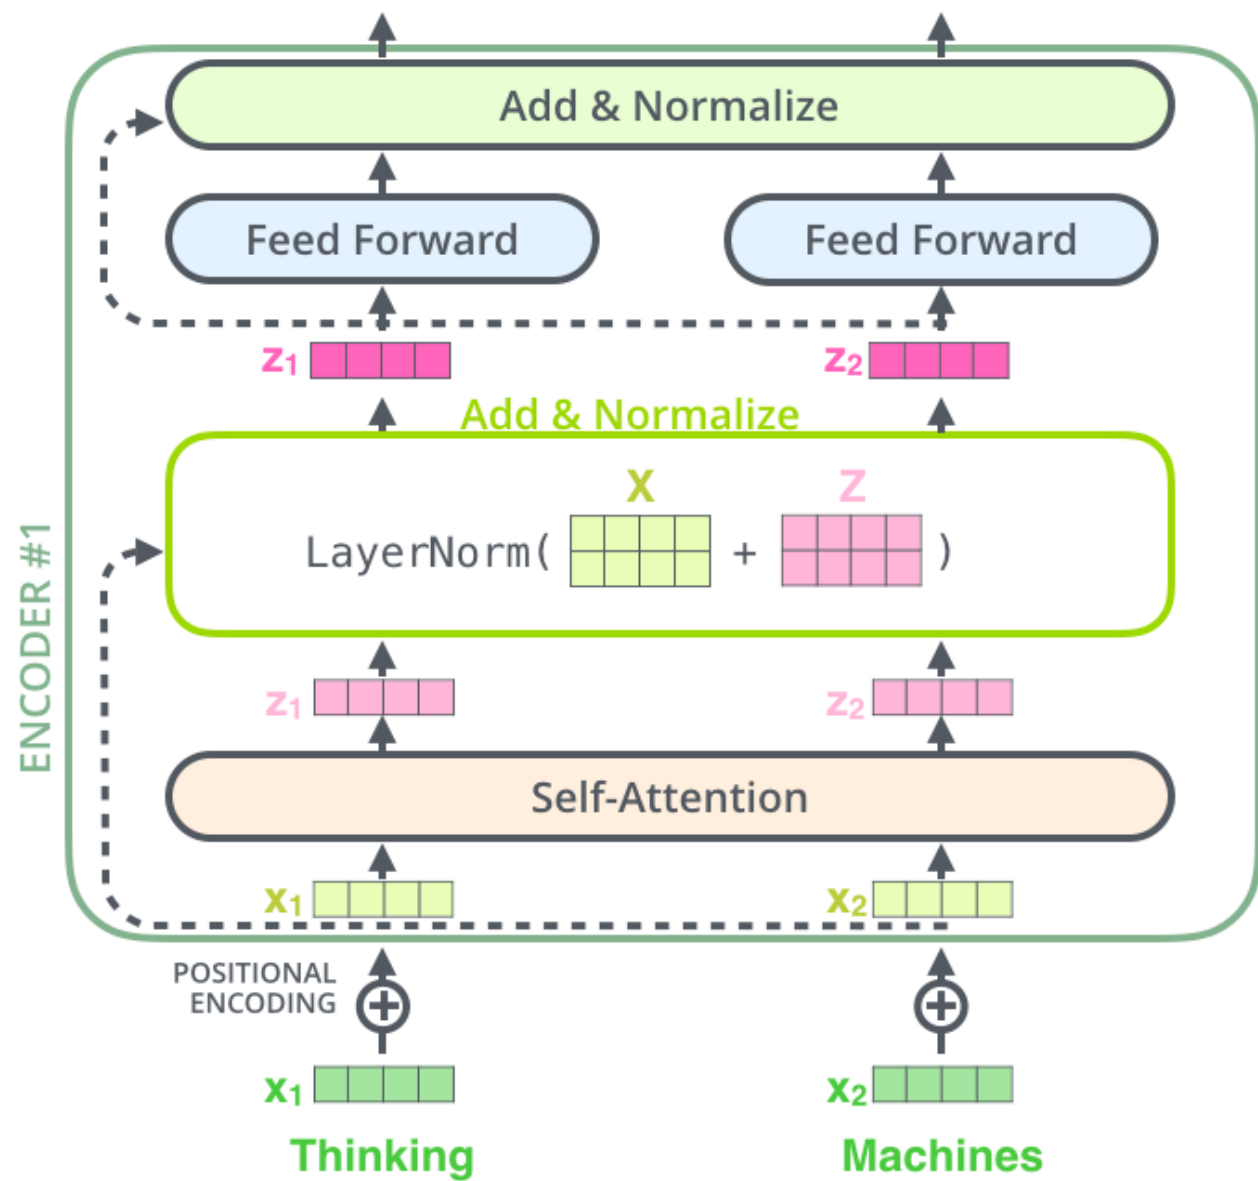 Add & Normalize
Feed Forward
Feed Forward
z1
z2
Add & Normalize
X
Z
LayerNorm( + )
z1
z2
Self-Attention
x1
x2
ENCODER #1
POSITIONAL
ENCODING
x1
x2
Thinking
Machines